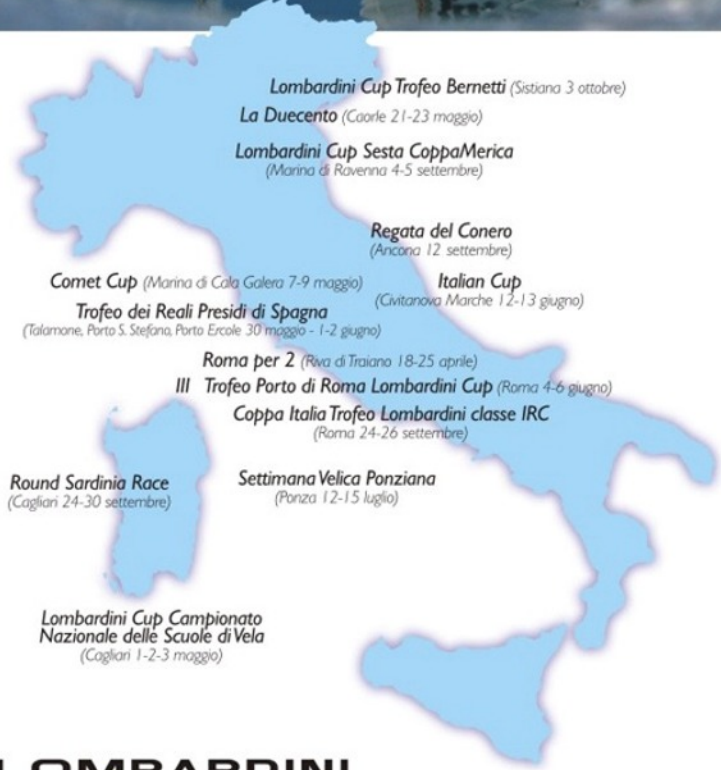 Lombardini Cup Trofeo Bernetti (Sistiana 3 ottobre)
La Duecento (Caorle 21-23 maggio)
Lombardini Cup Sesta CoppaMerica
(Marina di Ravenna 4-5 settembre)
Regata del Conero
(Ancona 12 settembre)
Comet Cup (Marina di Cala Galera 7-9 maggio)
Italian Cup
(Civitanova Marche 12-13 giugno)
Trofeo dei Reali Presidi di Spagna
(Talamone, Porto S. Stefano, Porto Ercole 30 maggio - 1-2 giugno)
Roma per 2 (Riva di Traiano 18-25 aprile)
III Trofeo Porto di Roma Lombardini Cup (Roma 4-6 giugno)
Coppa Italia Trofeo Lombardini classe IRC
(Roma 24-26 settembre)
Round Sardinia Race
(Cagliari 24-30 settembre)
Settimana Velica Ponziana
(Ponza 12-15 luglio)
Lombardini Cup Campionato
Nazionale delle Scuole di Vela
(Cagliari 1-2-3 maggio)
LOMBARDINI